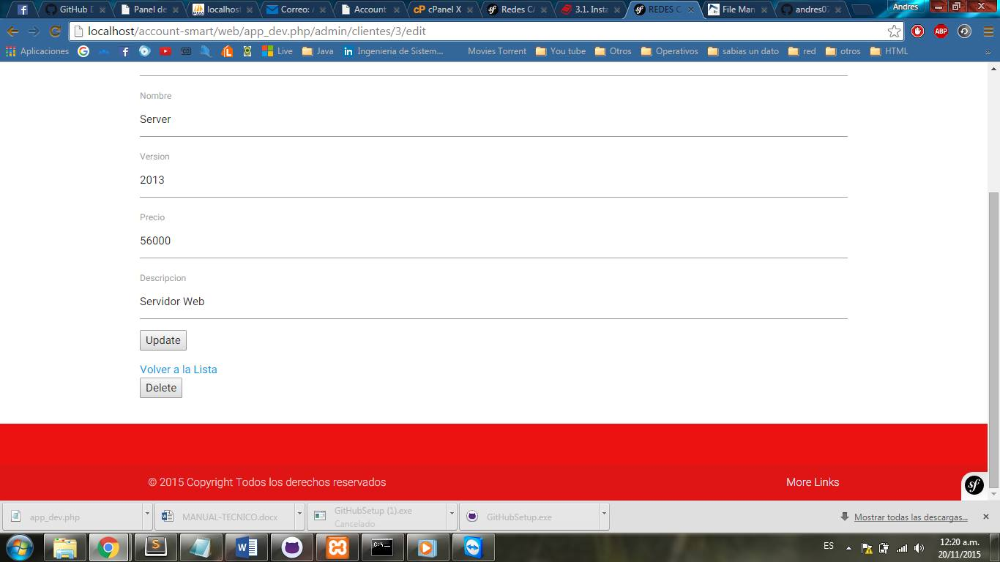 GitHub D
Panel de
localhost
Correo: A
Account
cPanel X
Redes CA
3.1. Insta
REDES C
File Man
andres07
Andres
localhost/account-smart/web/app_dev.php/admin/clientes/3/edit
ABP
Aplicaciones
Live
Java
Ingenieria de Sistem...
Movies Torrent
You tube
Otros
Operativos
sabias un dato
red
otros
HTML
»
Nombre
Server
Version
2013
Precio
56000
Descripcion
Servidor Web
Update
Volver a la Lista
Delete
© 2015 Copyright Todos los derechos reservados
More Links
sf
app_dev.php
MANUAL-TECNICO.docx
GitHubSetup (1).exe
Cancelado
GitHubSetup.exe
Mostrar todas las descargas...
ES
12:20 a.m.
20/11/2015